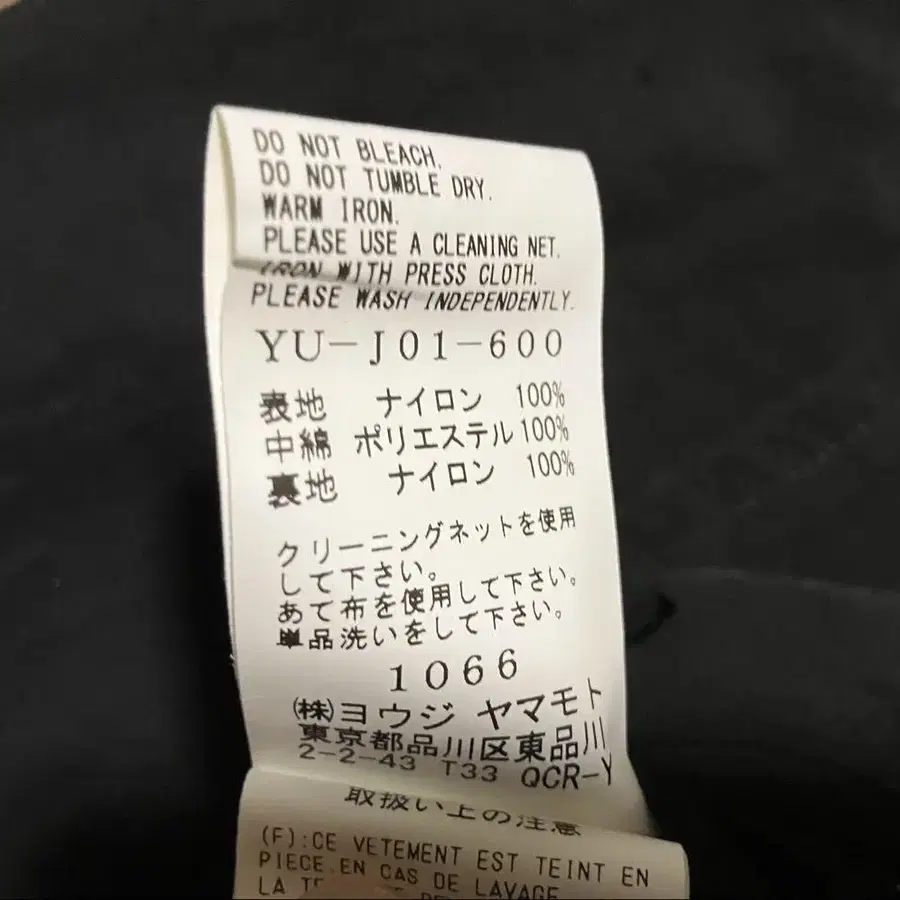 DO NOT BLEACH.
DO NOT TUMBLE DRY.
WARM IRON.
PLEASE USE A CLEANING NET.
IRON WITH PRESS CLOTH.
PLEASE WASH INDEPENDENTLY.
YU-J01-600
表地 ナイロン 100%
中綿 ポリエステル 100%
裏地 ナイロン 100%
クリーニングネットを使用
して下さい。
あて布を使用して下さい。
単品洗いをして下さい。
1066
㈱ヨウジ ヤマモト
東京都品川区東品川
2-2-43 T33 QCR-Y
取扱い上の注意
(F):CE VETEMENT EST TEINT EN
PIECE.EN CAS DE LAVAGE
LA